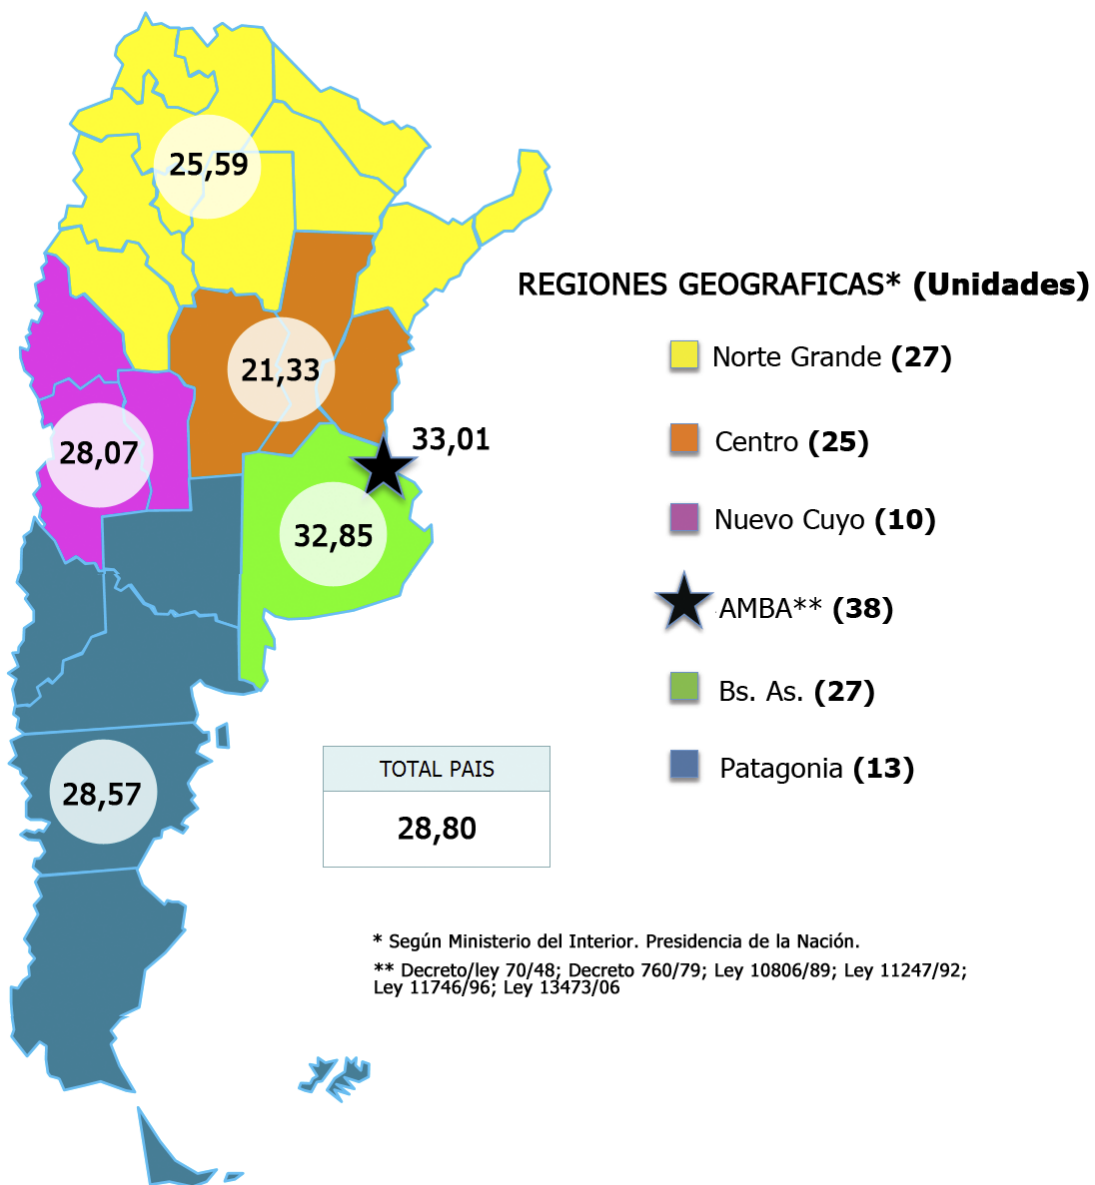 25,59
REGIONES GEOGRAFICAS* (Unidades)
Norte Grande (27)
21,33
33,01
Centro (25)
28,07
Nuevo Cuyo (10)
32,85
AMBA** (38)
Bs. As. (27)
TOTAL PAIS
Patagonia (13)
28,57
28,80
* Según Ministerio del Interior. Presidencia de la Nación.
** Decreto/ley 70/48; Decreto 760/79; Ley 10806/89; Ley 11247/92;
Ley 11746/96; Ley 13473/06